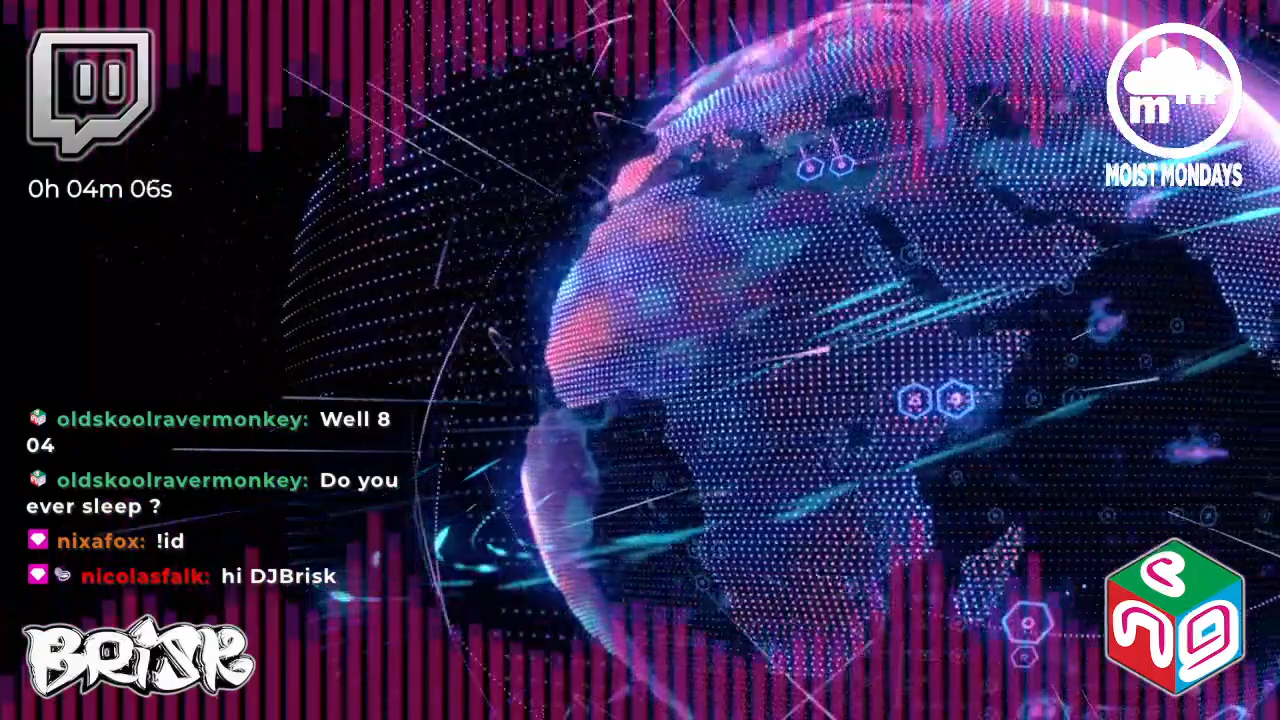 m
MOIST MONDAYS
0h 04m 06s
oldskoolravermonkey: Well 8
04
oldskoolravermonkey: Do you
ever sleep ?
nixafox: !id
nicolasfalk: hi DJBrisk
BRISK